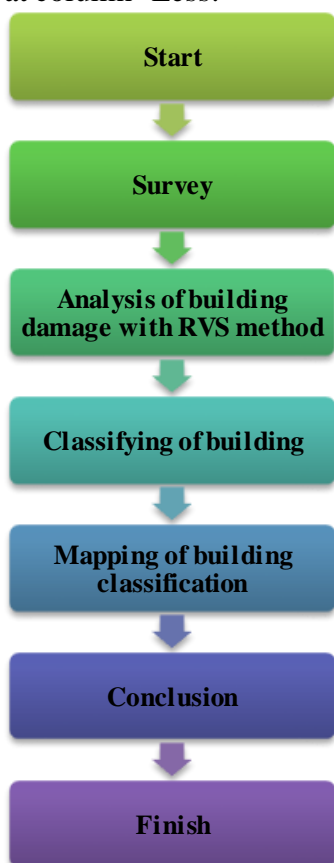 Start
Survey
Analysis of building
damage with RVS method
Classifying of building
Mapping of building
classification
Conclusion
Finish